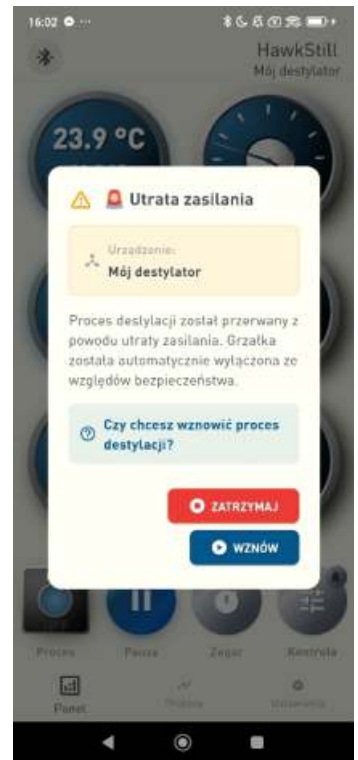 16:02
HawkStill
Mój destylator
23.9 °C
Utrata zasilania
Urządzenie:
Mój destylator
Proces destylacji został przerwany z
powodu utraty zasilania. Grzałka
została automatycznie wyłączona ze
względów bezpieczeństwa.
Czy chcesz wznowić proces
destylacji?
ZATRZYMAJ
WZNÓW
Proces Pauza Zegar Kontrola
Panel Ustawienia